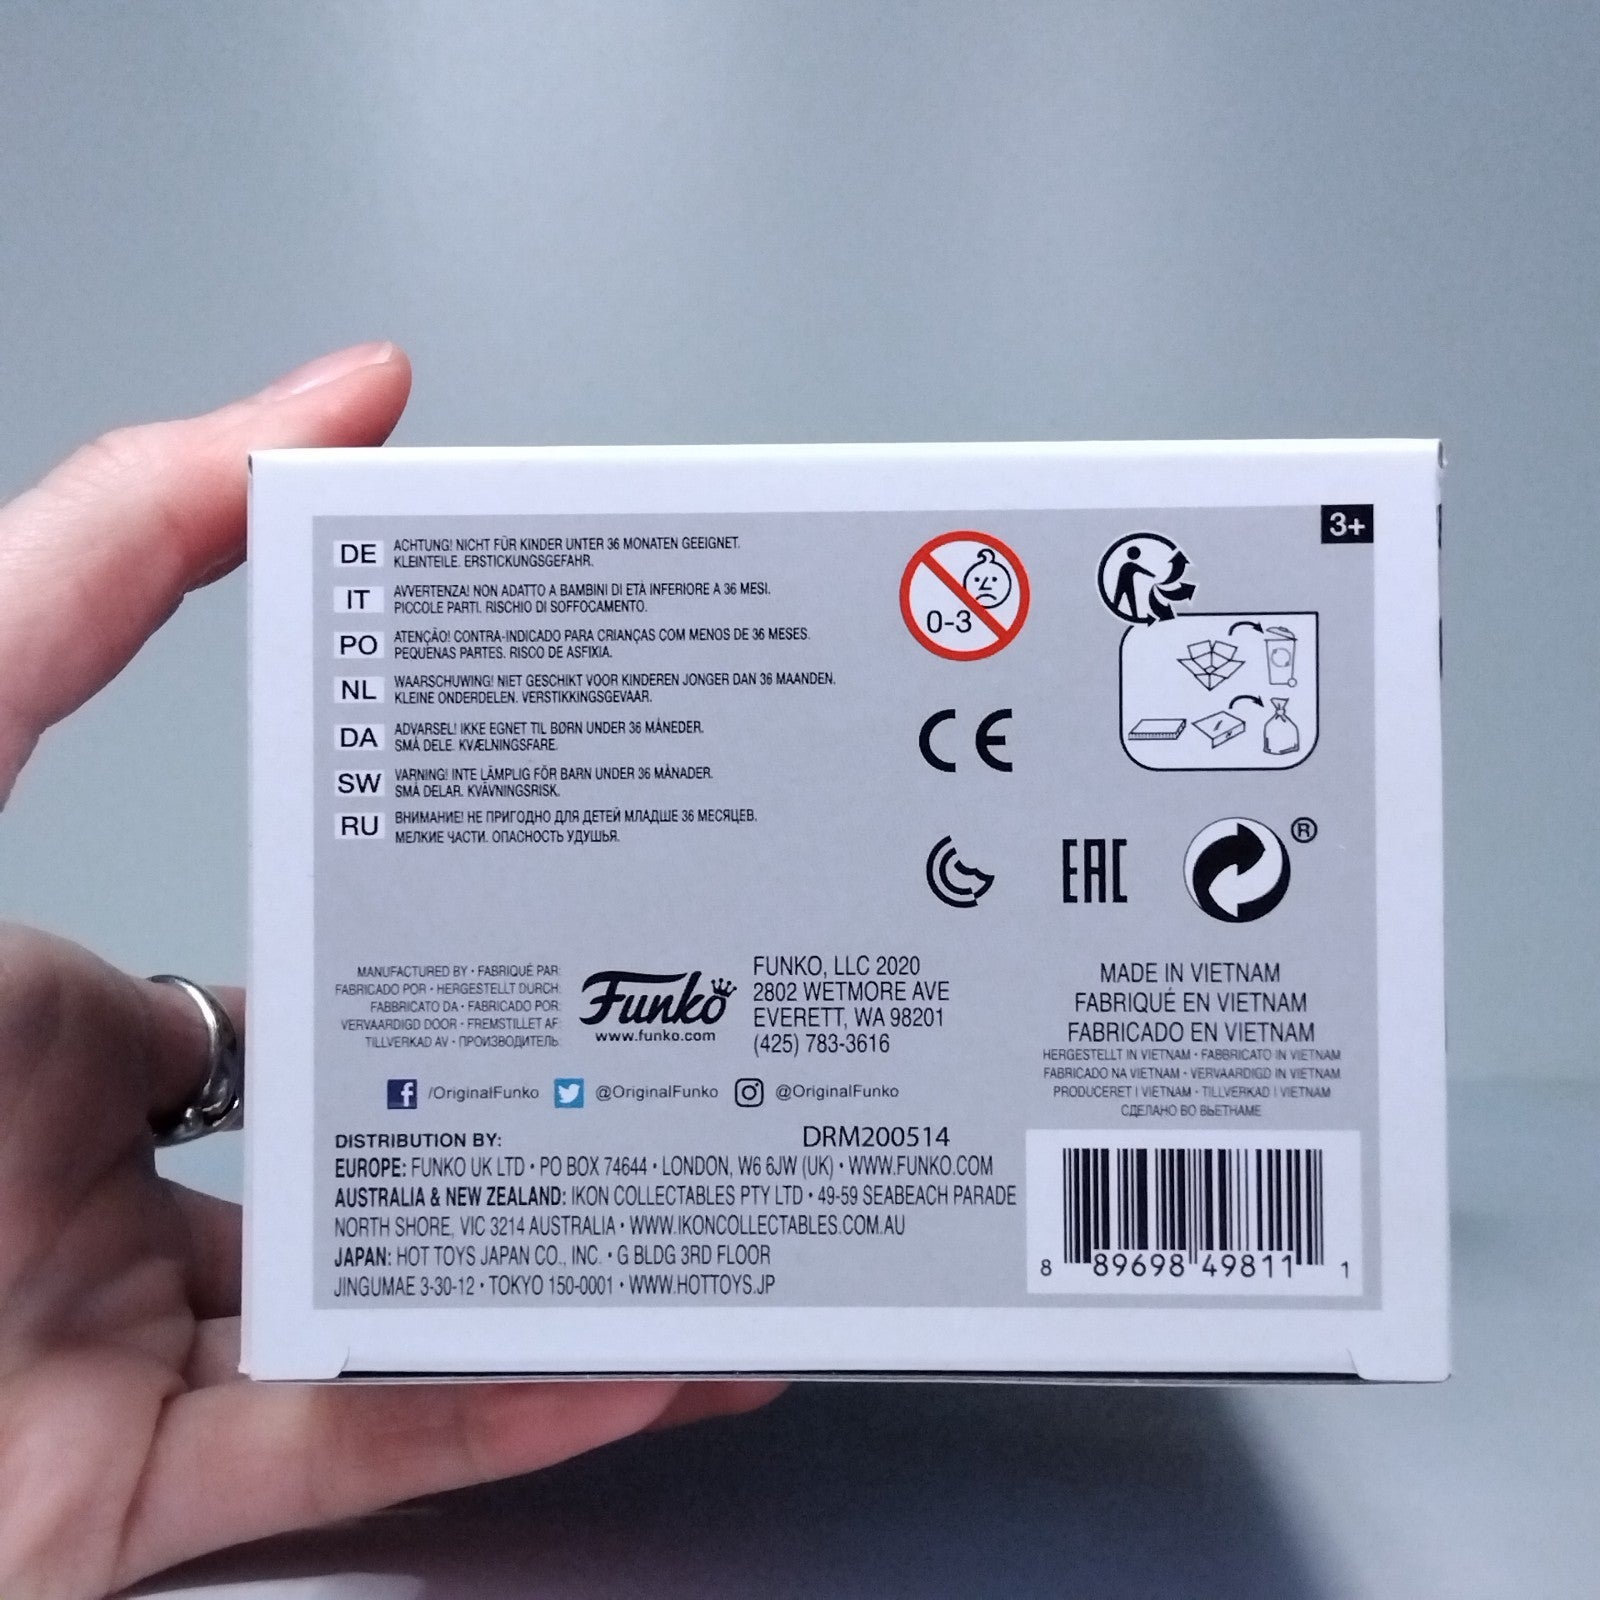 3+
DE
ACHTUNG! NICHT FÜR KINDER UNTER 36 MONATEN GEEIGNET.
KLEINTEILE. ERSTICKUNGSGEFAHR.
IT
AVVERTENZA! NON ADATTO A BAMBINI DI ETÀ INFERIORE A 36 MESI.
PICCOLE PARTI. RISCHIO DI SOFFOCAMENTO.
PO
ATENÇÃO! CONTRA-INDICADO PARA CRIANÇAS COM MENOS DE 36 MESES.
PEQUENAS PARTES. RISCO DE ASFIXIA.
NL
WAARSCHUWING! NIET GESCHIKT VOOR KINDEREN JONGER DAN 36 MAANDEN.
KLEINE ONDERDELEN. VERSTIKKINGSGEVAAR.
DA
ADVARSEL! IKKE EGNET TIL BØRN UNDER 36 MÅNEDER.
SMÅ DELE. KVÆLNINGSFARE.
SW
VARNING! INTE LÄMPLIG FÖR BARN UNDER 36 MÅNADER.
SMÅ DELAR. KVÄVNINGSRISK.
RU
ВНИМАНИЕ! НЕ ПРИГОДНО ДЛЯ ДЕТЕЙ МЛАДШЕ 36 МЕСЯЦЕВ.
МЕЛКИЕ ЧАСТИ. ОПАСНОСТЬ УДУШЬЯ.
0-3
CE
EAC
®
MANUFACTURED BY • FABRIQUÉ PAR:
FABRICADO POR • HERGESTELLT DURCH:
FABBRICATO DA • FABRICADO POR:
VERVAARDIGD DOOR • FREMSTILLET AF:
TILLVERKAD AV • ПРОИЗВОДИТЕЛЬ:
Funko
www.funko.com
FUNKO, LLC 2020
2802 WETMORE AVE
EVERETT, WA 98201
(425) 783-3616
MADE IN VIETNAM
FABRIQUÉ EN VIETNAM
FABRICADO EN VIETNAM
HERGESTELLT IN VIETNAM • FABBRICATO IN VIETNAM
FABRICADO NA VIETNAM • VERVAARDIGD IN VIETNAM
PRODUCERET I VIETNAM • TILLVERKAD I VIETNAM
СДЕЛАНО ВО ВЬЕТНАМЕ
/OriginalFunko @OriginalFunko @OriginalFunko
DISTRIBUTION BY:
DRM200514
EUROPE: FUNKO UK LTD • PO BOX 74644 • LONDON, W6 6JW (UK) • WWW.FUNKO.COM
AUSTRALIA & NEW ZEALAND: IKON COLLECTABLES PTY LTD • 49-59 SEABEACH PARADE
NORTH SHORE, VIC 3214 AUSTRALIA • WWW.IKONCOLLECTABLES.COM.AU
JAPAN: HOT TOYS JAPAN CO., INC. • G BLDG 3RD FLOOR
JINGUMAE 3-30-12 • TOKYO 150-0001 • WWW.HOTTOYS.JP
8 89698 49811 1